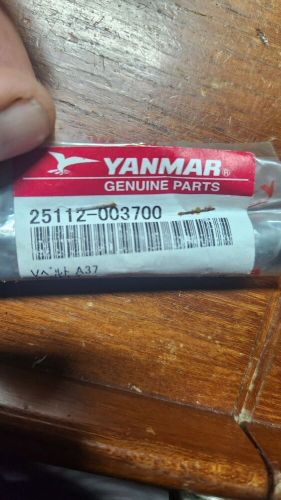 YANMAR®
GENUINE PARTS
25112-003700
Vベルト A37